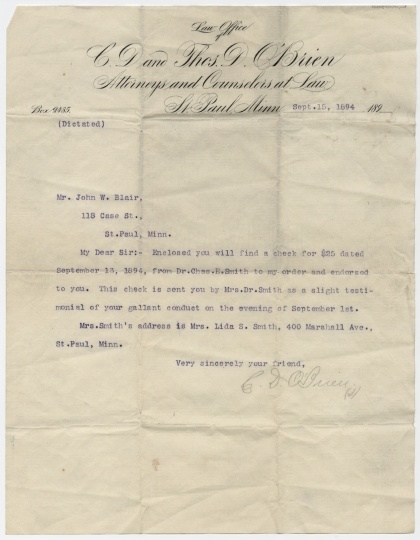 Law Office
of
C. D. and Thos. D. O'Brien
Attorneys and Counselors at Law
St Paul Minn Sept.15, 1894 189
Box 2485
(Dictated)
Mr. John W. Blair,
115 Case St.,
St.Paul, Minn.
My Dear Sir:- Enclosed you will find a check for $25 dated
September 13, 1894, from Dr.Chas.E.Smith to my order and endorsed
to you. This check is sent you by Mrs.Dr.Smith as a slight testi-
monial of your gallant conduct on the evening of September 1st.
Mrs.Smith's address is Mrs. Lida S. Smith, 400 Marshall Ave.,
St.Paul, Minn.
Very sincerely your friend,
C. D. O'Brien